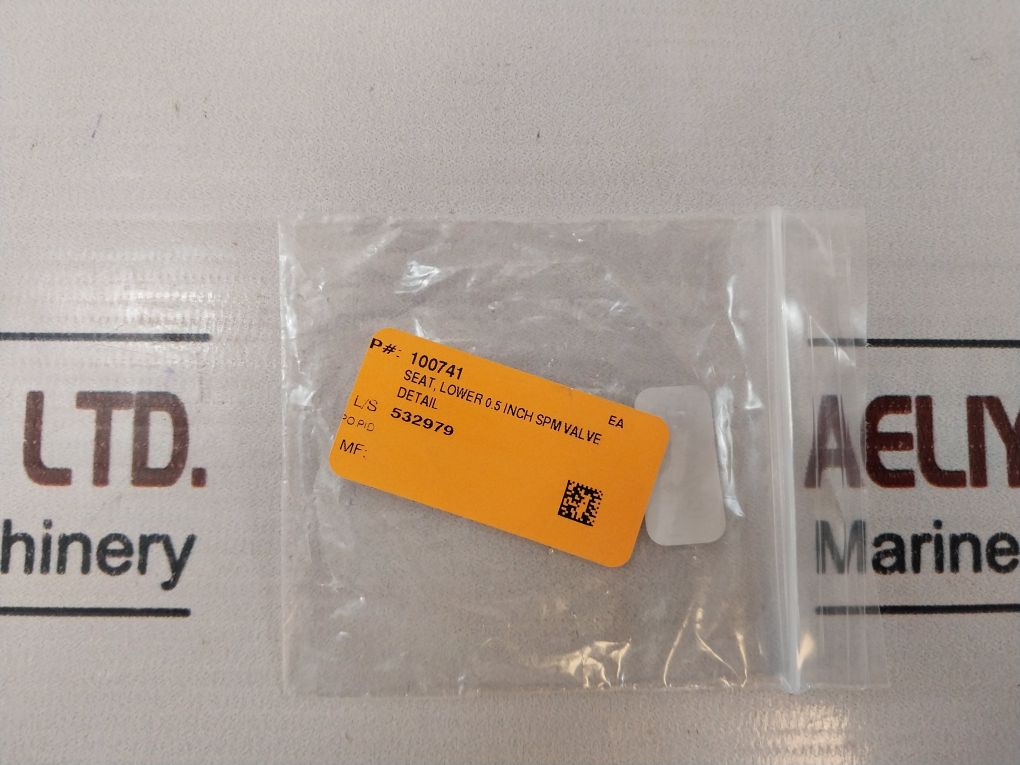 P#: 100741
SEAT, LOWER 0.5 INCH SPM VALVE EA
DETAIL
L/S 532979
PO PID
MF:
LTD.
hinery
AELIY
Marine